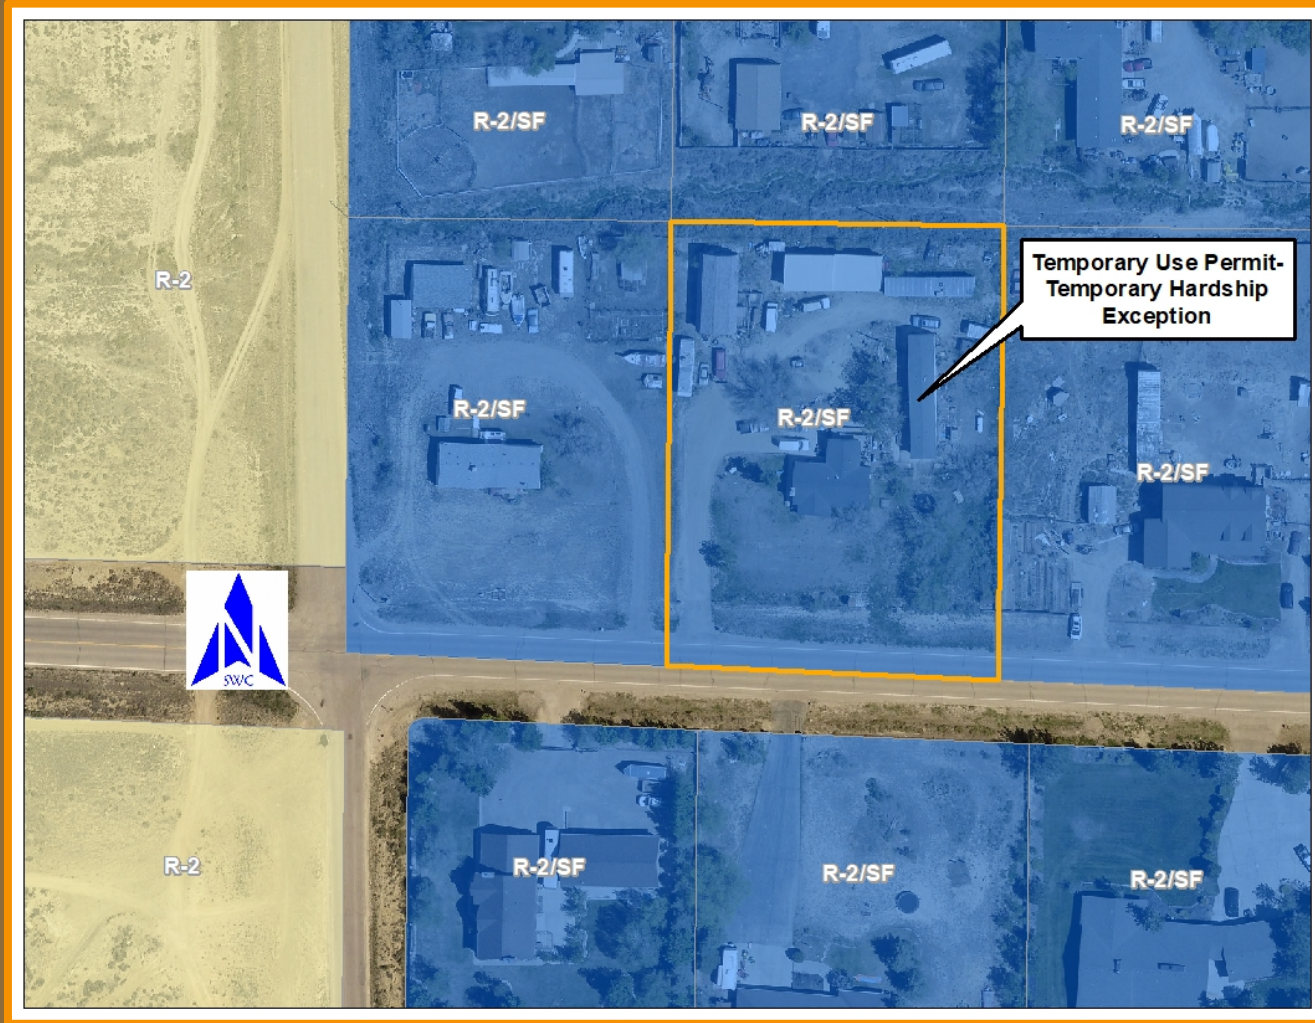 R-2/SF
R-2/SF
R-2/SF
R-2
Temporary Use Permit-
Temporary Hardship
Exception
R-2/SF
R-2/SF
R-2/SF
SWC
R-2
R-2/SF
R-2/SF
R-2/SF